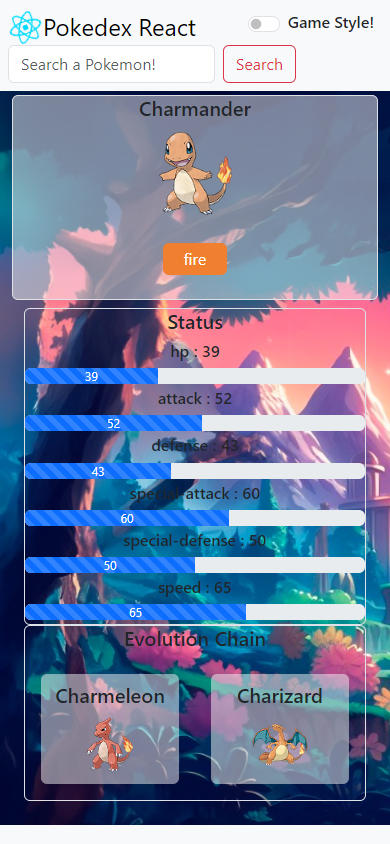 Pokedex React
Game Style!
Search a Pokemon!
Search
Charmander
fire
Status
hp : 39
39
attack : 52
52
defense : 43
43
special-attack : 60
60
special-defense : 50
50
speed : 65
65
Evolution Chain
Charmeleon
Charizard